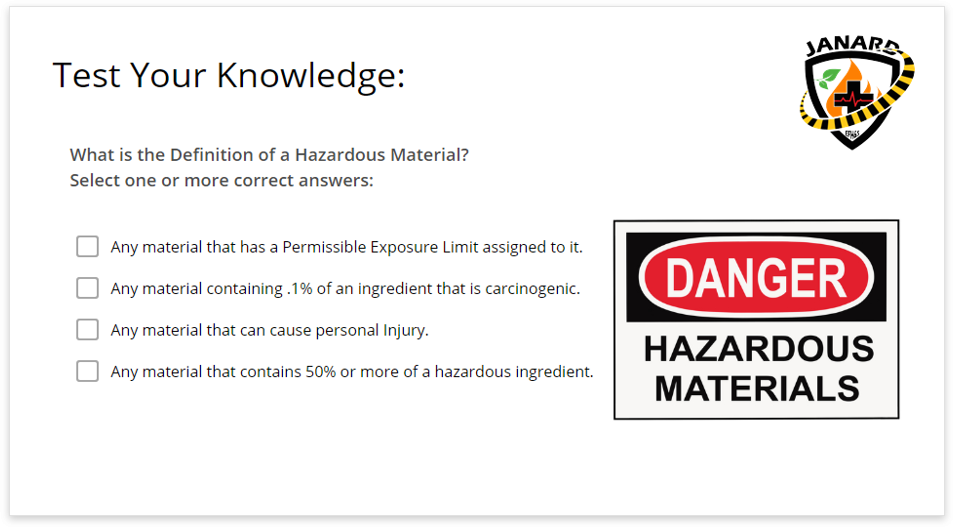 JANARD
Test Your Knowledge:
What is the Definition of a Hazardous Material?
Select one or more correct answers:
Any material that has a Permissible Exposure Limit assigned to it.
Any material containing .1% of an ingredient that is carcinogenic.
Any material that can cause personal Injury.
Any material that contains 50% or more of a hazardous ingredient.
DANGER
HAZARDOUS
MATERIALS